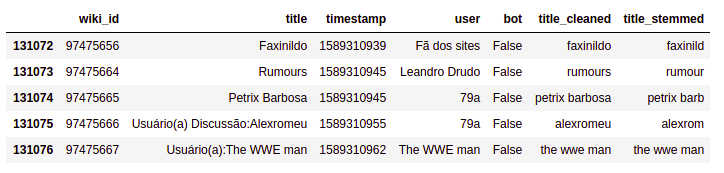 wiki_id title timestamp user bot title_cleaned title_stemmed
131072 97475656 Faxinildo 1589310939 Fã dos sites False faxinildo faxinild
131073 97475664 Rumours 1589310945 Leandro Drudo False rumours rumour
131074 97475665 Petrix Barbosa 1589310945 79a False petrix barbosa petrix barb
131075 97475666 Usuário(a) Discussão:Alexromeu 1589310955 79a False alexromeu alexrom
131076 97475667 Usuário(a):The WWE man 1589310962 The WWE man False the wwe man the wwe man